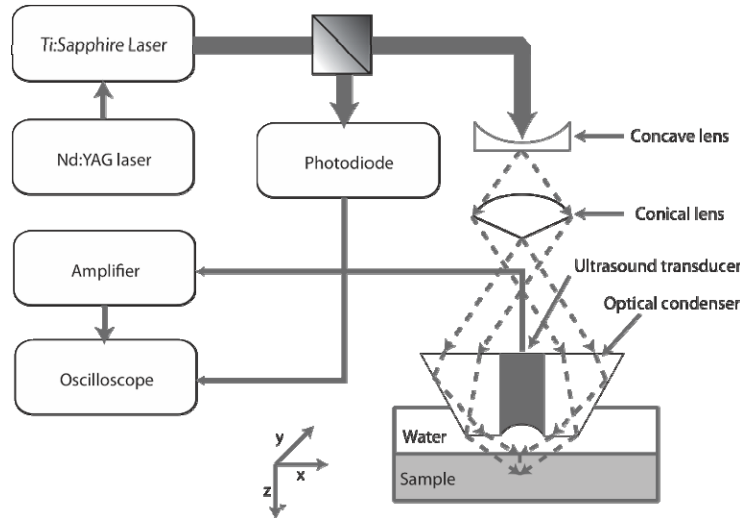 Ti:Sapphire Laser
Nd:YAG laser
Photodiode
Concave lens
Conical lens
Amplifier
Ultrasound transducer
Optical condenser
Oscilloscope
y
x
z
Water
Sample